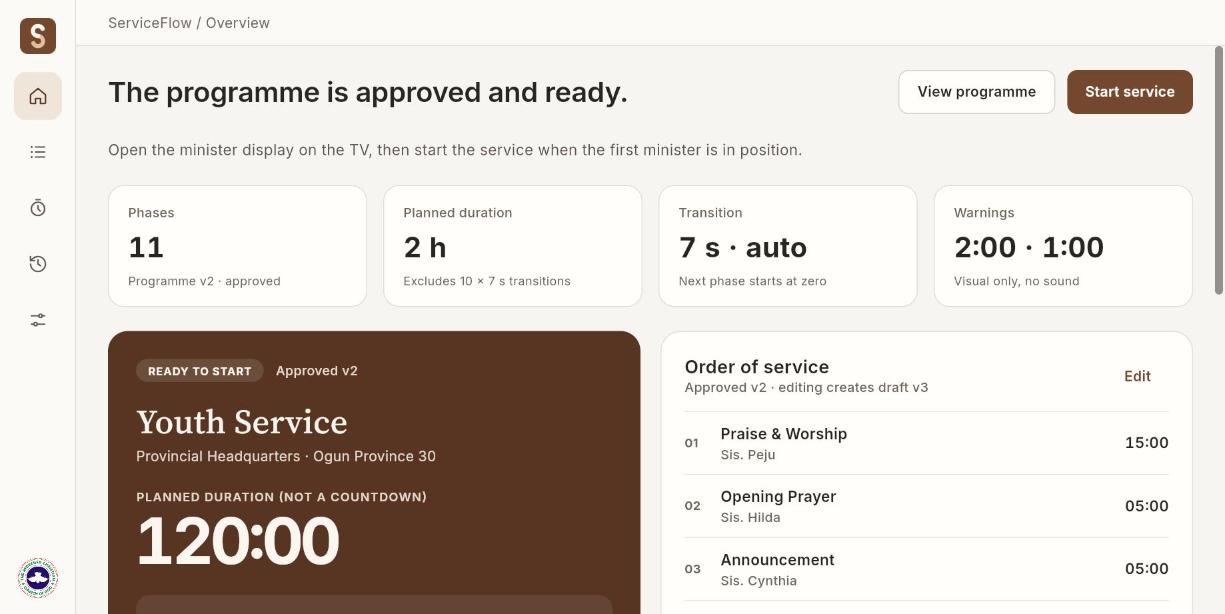 S
ServiceFlow / Overview
The programme is approved and ready.
View programme
Start service
Open the minister display on the TV, then start the service when the first minister is in position.
Phases
11
Programme v2 · approved
Planned duration
2 h
Excludes 10 × 7 s transitions
Transition
7 s · auto
Next phase starts at zero
Warnings
2:00 · 1:00
Visual only, no sound
READY TO START
Approved v2
Youth Service
Provincial Headquarters · Ogun Province 30
PLANNED DURATION (NOT A COUNTDOWN)
120:00
Order of service
Approved v2 · editing creates draft v3
Edit
01
Praise & Worship
Sis. Peju
15:00
02
Opening Prayer
Sis. Hilda
05:00
03
Announcement
Sis. Cynthia
05:00